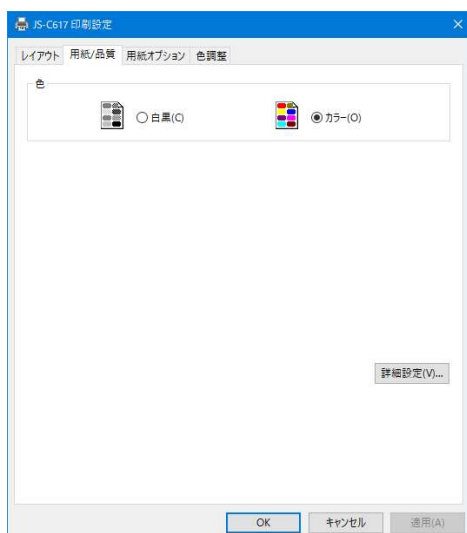 JS-C617 印刷設定
レイアウト 用紙/品質 用紙オプション 色調整
色
白黒(C) カラー(O)
詳細設定(V)...
OK キャンセル 適用(A)